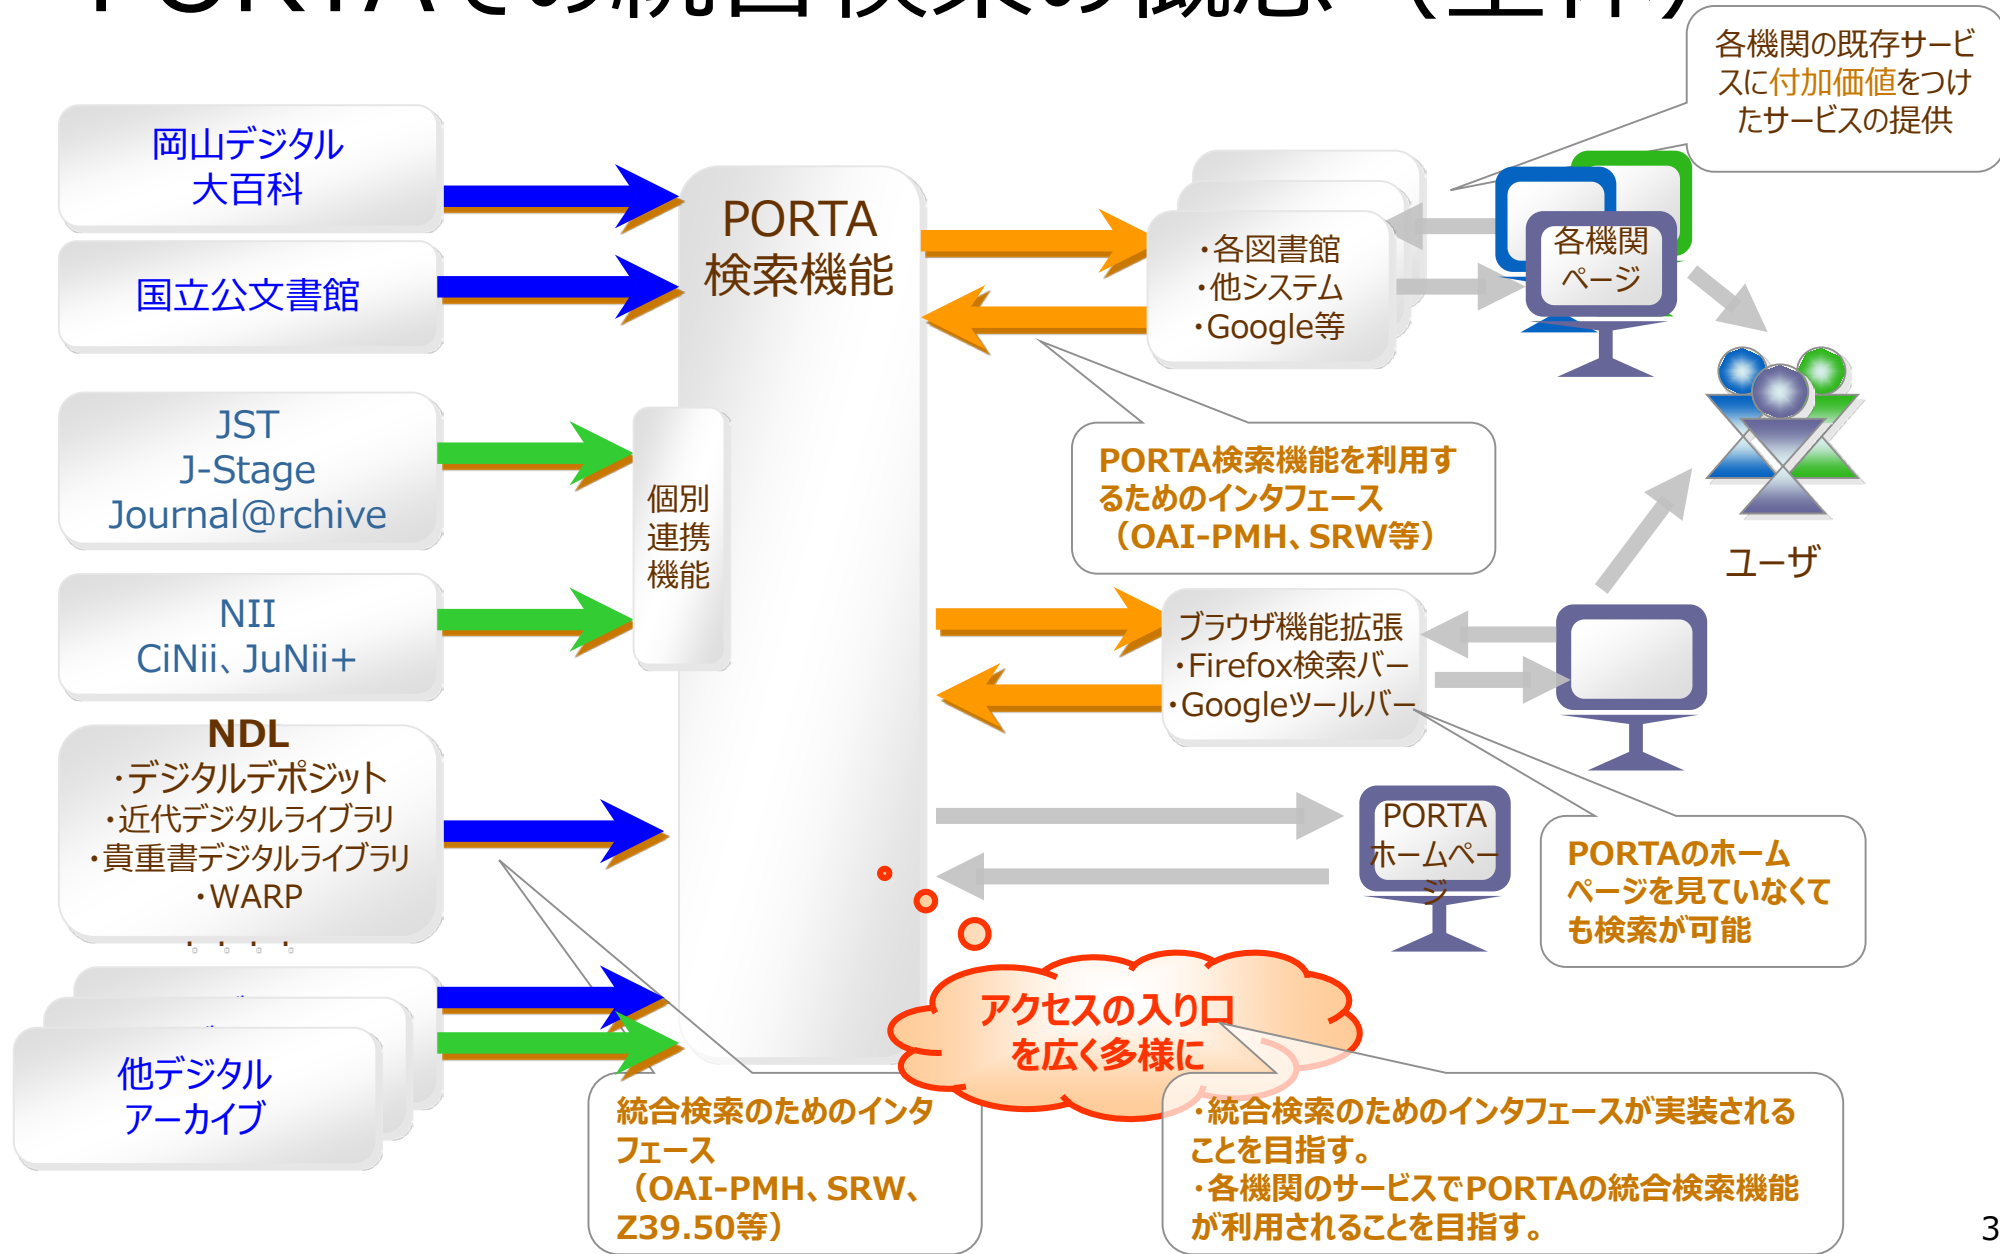 PORTAでの統合検索の概念（全体）
各機関の既存サービ
スに付加価値をつけ
たサービスの提供
岡山デジタル
大百科
国立公文書館
JST
J-Stage
Journal@rchive
NII
CiNii、JuNii+
NDL
・デジタルデポジット
・近代デジタルライブラリ
・貴重書デジタルライブラリ
・WARP
．．．．
他デジタル
アーカイブ
PORTA
検索機能
個別
連携
機能
・各図書館
・他システム
・Google等
各機関
ページ
PORTA検索機能を利用す
るためのインタフェース
（OAI-PMH、SRW等）
ユーザ
ブラウザ機能拡張
・Firefox検索バー
・Googleツールバー
PORTA
ホームペー
ジ
PORTAのホーム
ページを見ていなくて
も検索が可能
アクセスの入り口
を広く多様に
統合検索のためのインタ
フェース
（OAI-PMH、SRW、
Z39.50等）
・統合検索のためのインタフェースが実装される
ことを目指す。
・各機関のサービスでPORTAの統合検索機能
が利用されることを目指す。
3